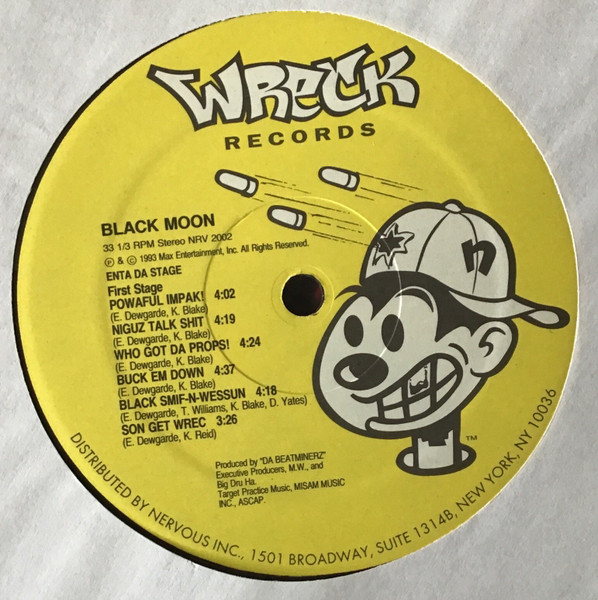 WRECK
RECORDS
BLACK MOON
33 1/3 RPM Stereo NRV 2002
℗ & © 1993 Max Entertainment, Inc. All Rights Reserved.
ENTA DA STAGE
First Stage
POWAFUL IMPAK! 4:02
(E. Dewgarde, K. Blake)
NIGUZ TALK SHIT 4:19
(E. Dewgarde, K. Blake)
WHO GOT DA PROPS! 4:24
(E. Dewgarde, K. Blake)
BUCK EM DOWN 4:37
(E. Dewgarde, K. Blake)
BLACK SMIF-N-WESSUN 4:18
(E. Dewgarde, T. Williams, K. Blake, D. Yates)
SON GET WREC 3:26
(E. Dewgarde, K. Reid)
Produced by "DA BEATMINERZ"
Executive Producers, M.W., and
Big Dru Ha.
Target Practice Music, MISAM MUSIC
INC., ASCAP.
n
TM
DISTRIBUTED BY NERVOUS INC., 1501 BROADWAY, SUITE 1314B, NEW YORK, NY 10036